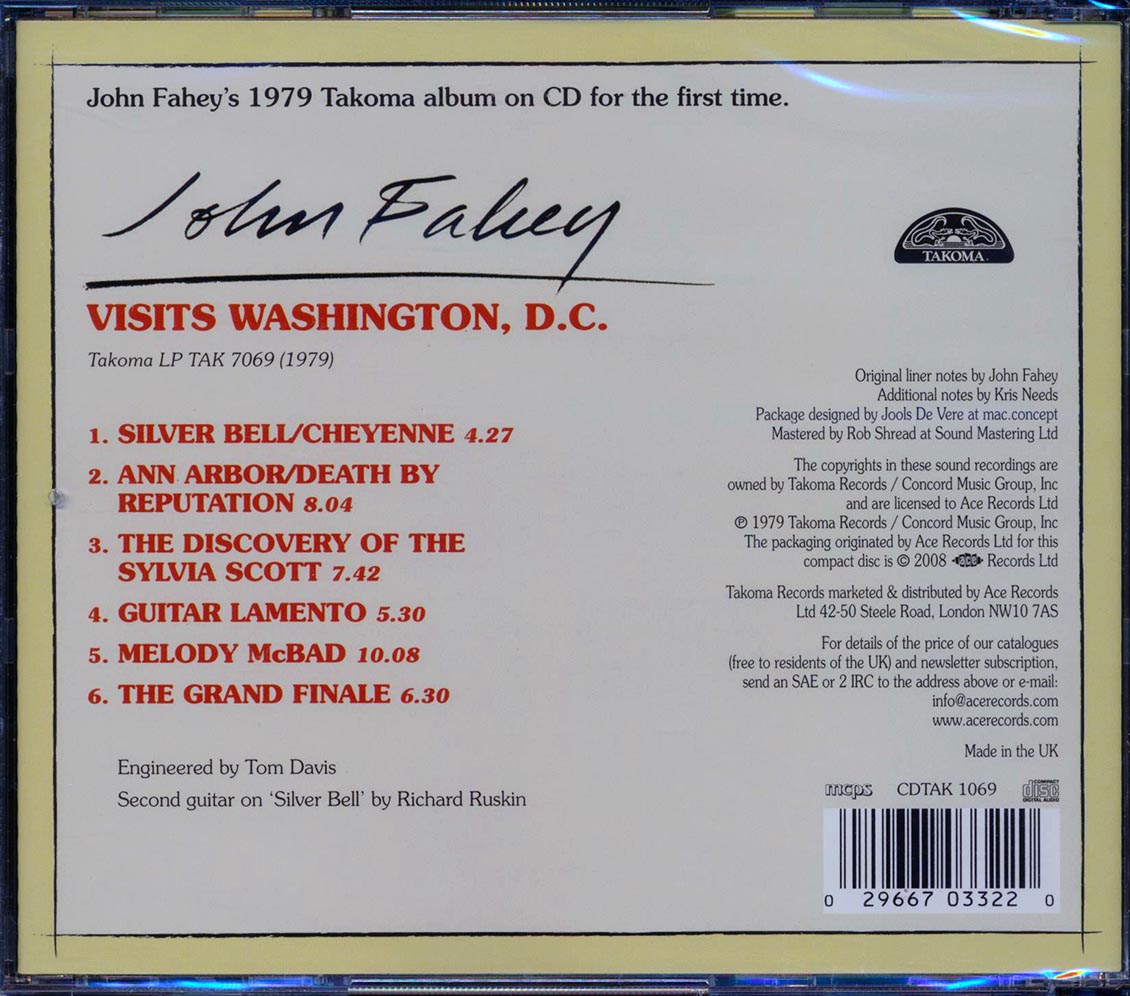 John Fahey's 1979 Takoma album on CD for the first time.
John Fahey
TAKOMA
VISITS WASHINGTON, D.C.
Takoma LP TAK 7069 (1979)
1. SILVER BELL/CHEYENNE 4.27
2. ANN ARBOR/DEATH BY
REPUTATION 8.04
3. THE DISCOVERY OF THE
SYLVIA SCOTT 7.42
4. GUITAR LAMENTO 5.30
5. MELODY McBAD 10.08
6. THE GRAND FINALE 6.30
Engineered by Tom Davis
Second guitar on 'Silver Bell' by Richard Ruskin
Original liner notes by John Fahey
Additional notes by Kris Needs
Package designed by Jools De Vere at mac.concept
Mastered by Rob Shread at Sound Mastering Ltd
The copyrights in these sound recordings are
owned by Takoma Records / Concord Music Group, Inc
and are licensed to Ace Records Ltd
℗ 1979 Takoma Records / Concord Music Group, Inc
The packaging originated by Ace Records Ltd for this
compact disc is © 2008 ace Records Ltd
Takoma Records marketed & distributed by Ace Records
Ltd 42-50 Steele Road, London NW10 7AS
For details of the price of our catalogues
(free to residents of the UK) and newsletter subscription,
send an SAE or 2 IRC to the address above or e-mail:
info@acerecords.com
www.acerecords.com
Made in the UK
mcps CDTAK 1069 COMPACT disc DIGITAL AUDIO
0 29667 03322 0